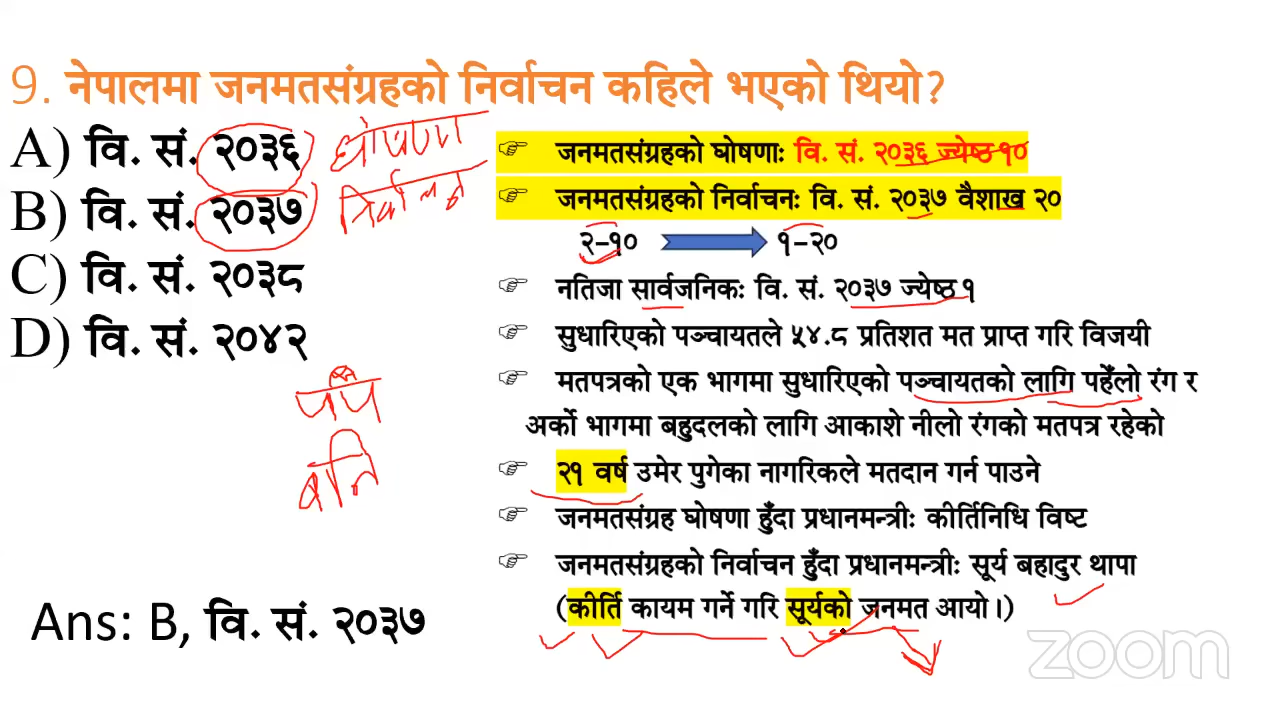 9. नेपालमा जनमतसंग्रहको निर्वाचन कहिले भएको थियो?
A) वि. सं. २०३६
घोषणा
B) वि. सं. २०३७
निर्वाचन
C) वि. सं. २०३८
D) वि. सं. २०४२
Ans: B, वि. सं. २०३७
☞ जनमतसंग्रहको घोषणाः वि. सं. २०३६ ज्येष्ठ १०
☞ जनमतसंग्रहको निर्वाचनः वि. सं. २०३७ वैशाख २०
२–१० १–२०
☞ नतिजा सार्वजनिकः वि. सं. २०३७ ज्येष्ठ १
☞ सुधारिएको पञ्चायतले ५४.८ प्रतिशत मत प्राप्त गरि विजयी
☞ मतपत्रको एक भागमा सुधारिएको पञ्चायतको लागि पहेँलो रंग र
अर्को भागमा बहुदलको लागि आकाशे नीलो रंगको मतपत्र रहेको
☞ २१ वर्ष उमेर पुगेका नागरिकले मतदान गर्न पाउने
☞ जनमतसंग्रह घोषणा हुँदा प्रधानमन्त्रीः कीर्तिनिधि विष्ट
☞ जनमतसंग्रहको निर्वाचन हुँदा प्रधानमन्त्रीः सूर्य बहादुर थापा
(कीर्ति कायम गर्ने गरि सूर्यको जनमत आयो।)
zoom